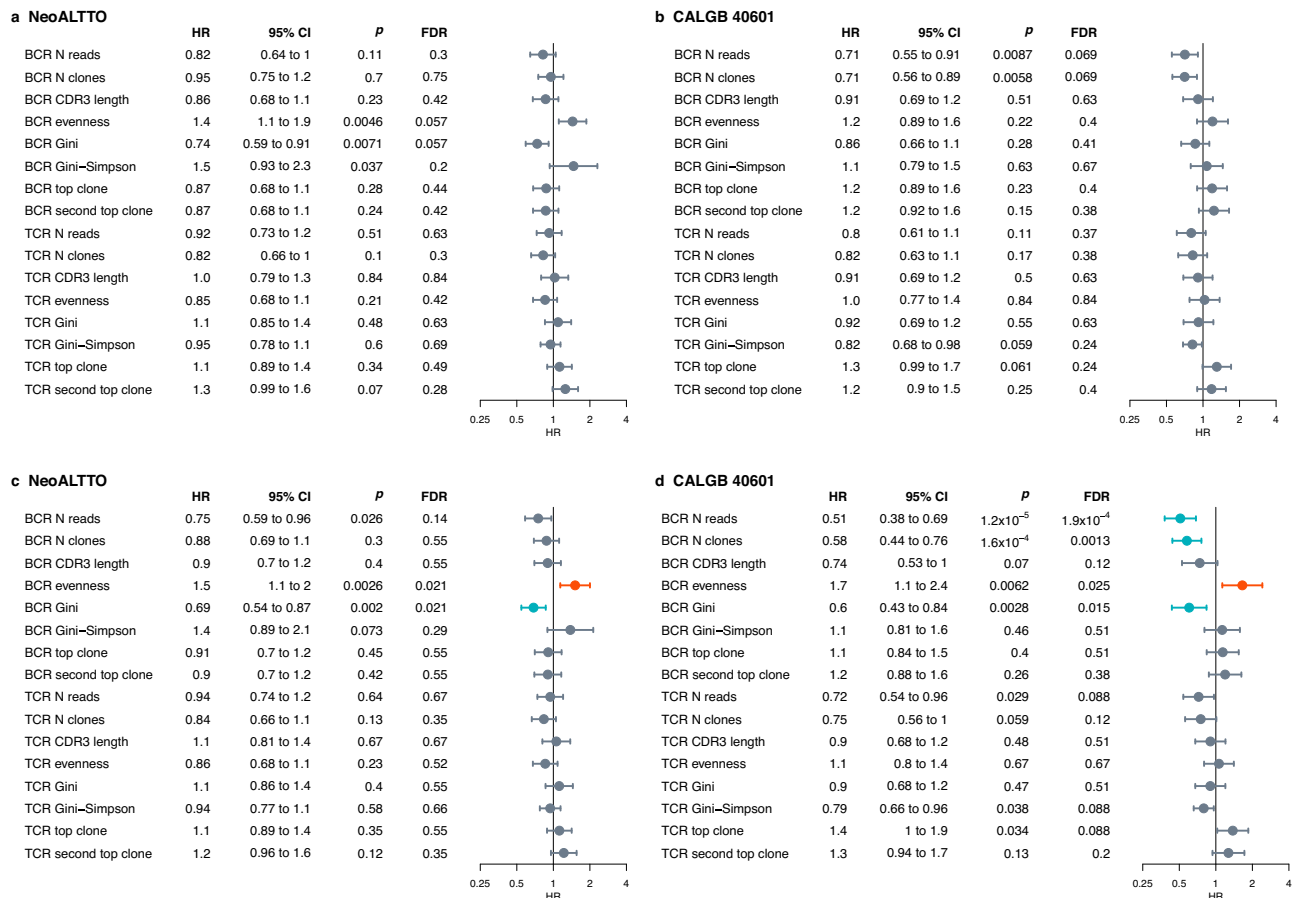 a NeoALTTO
HR 95% CI p FDR
BCR N reads 0.82 0.64 to 1 0.11 0.3
BCR N clones 0.95 0.75 to 1.2 0.7 0.75
BCR CDR3 length 0.86 0.68 to 1.1 0.23 0.42
BCR evenness 1.4 1.1 to 1.9 0.0046 0.057
BCR Gini 0.74 0.59 to 0.91 0.0071 0.057
BCR Gini−Simpson 1.5 0.93 to 2.3 0.037 0.2
BCR top clone 0.87 0.68 to 1.1 0.28 0.44
BCR second top clone 0.87 0.68 to 1.1 0.24 0.42
TCR N reads 0.92 0.73 to 1.2 0.51 0.63
TCR N clones 0.82 0.66 to 1 0.1 0.3
TCR CDR3 length 1.0 0.79 to 1.3 0.84 0.84
TCR evenness 0.85 0.68 to 1.1 0.21 0.42
TCR Gini 1.1 0.85 to 1.4 0.48 0.63
TCR Gini−Simpson 0.95 0.78 to 1.1 0.6 0.69
TCR top clone 1.1 0.89 to 1.4 0.34 0.49
TCR second top clone 1.3 0.99 to 1.6 0.07 0.28
0.25 0.5 1 2 4
HR
b CALGB 40601
HR 95% CI p FDR
BCR N reads 0.71 0.55 to 0.91 0.0087 0.069
BCR N clones 0.71 0.56 to 0.89 0.0058 0.069
BCR CDR3 length 0.91 0.69 to 1.2 0.51 0.63
BCR evenness 1.2 0.89 to 1.6 0.22 0.4
BCR Gini 0.86 0.66 to 1.1 0.28 0.41
BCR Gini−Simpson 1.1 0.79 to 1.5 0.63 0.67
BCR top clone 1.2 0.89 to 1.6 0.23 0.4
BCR second top clone 1.2 0.92 to 1.6 0.15 0.38
TCR N reads 0.8 0.61 to 1.1 0.11 0.37
TCR N clones 0.82 0.63 to 1.1 0.17 0.38
TCR CDR3 length 0.91 0.69 to 1.2 0.5 0.63
TCR evenness 1.0 0.77 to 1.4 0.84 0.84
TCR Gini 0.92 0.69 to 1.2 0.55 0.63
TCR Gini−Simpson 0.82 0.68 to 0.98 0.059 0.24
TCR top clone 1.3 0.99 to 1.7 0.061 0.24
TCR second top clone 1.2 0.9 to 1.5 0.25 0.4
0.25 0.5 1 2 4
HR
c NeoALTTO
HR 95% CI p FDR
BCR N reads 0.75 0.59 to 0.96 0.026 0.14
BCR N clones 0.88 0.69 to 1.1 0.3 0.55
BCR CDR3 length 0.9 0.7 to 1.2 0.4 0.55
BCR evenness 1.5 1.1 to 2 0.0026 0.021
BCR Gini 0.69 0.54 to 0.87 0.002 0.021
BCR Gini−Simpson 1.4 0.89 to 2.1 0.073 0.29
BCR top clone 0.91 0.7 to 1.2 0.45 0.55
BCR second top clone 0.9 0.7 to 1.2 0.42 0.55
TCR N reads 0.94 0.74 to 1.2 0.64 0.67
TCR N clones 0.84 0.66 to 1.1 0.13 0.35
TCR CDR3 length 1.1 0.81 to 1.4 0.67 0.67
TCR evenness 0.86 0.68 to 1.1 0.23 0.52
TCR Gini 1.1 0.86 to 1.4 0.4 0.55
TCR Gini−Simpson 0.94 0.77 to 1.1 0.58 0.66
TCR top clone 1.1 0.89 to 1.4 0.35 0.55
TCR second top clone 1.2 0.96 to 1.6 0.12 0.35
0.25 0.5 1 2 4
HR
d CALGB 40601
HR 95% CI p FDR
BCR N reads 0.51 0.38 to 0.69 1.2x10⁻⁵ 1.9x10⁻⁴
BCR N clones 0.58 0.44 to 0.76 1.6x10⁻⁴ 0.0013
BCR CDR3 length 0.74 0.53 to 1 0.07 0.12
BCR evenness 1.7 1.1 to 2.4 0.0062 0.025
BCR Gini 0.6 0.43 to 0.84 0.0028 0.015
BCR Gini−Simpson 1.1 0.81 to 1.6 0.46 0.51
BCR top clone 1.1 0.84 to 1.5 0.4 0.51
BCR second top clone 1.2 0.88 to 1.6 0.26 0.38
TCR N reads 0.72 0.54 to 0.96 0.029 0.088
TCR N clones 0.75 0.56 to 1 0.059 0.12
TCR CDR3 length 0.9 0.68 to 1.2 0.48 0.51
TCR evenness 1.1 0.8 to 1.4 0.67 0.67
TCR Gini 0.9 0.68 to 1.2 0.47 0.51
TCR Gini−Simpson 0.79 0.66 to 0.96 0.038 0.088
TCR top clone 1.4 1 to 1.9 0.034 0.088
TCR second top clone 1.3 0.94 to 1.7 0.13 0.2
0.25 0.5 1 2 4
HR